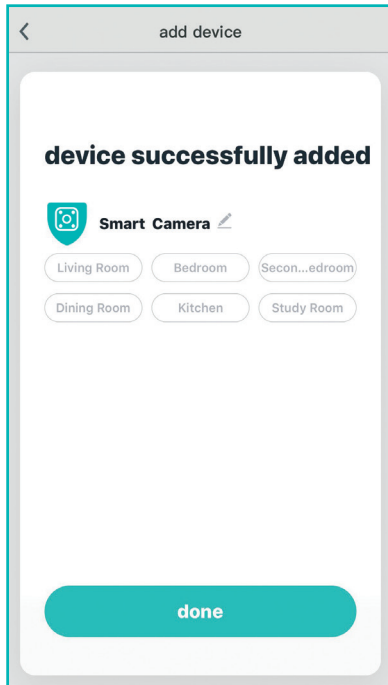 add device
device successfully added
Smart Camera
Living Room Bedroom Secon...edroom
Dining Room Kitchen Study Room
done